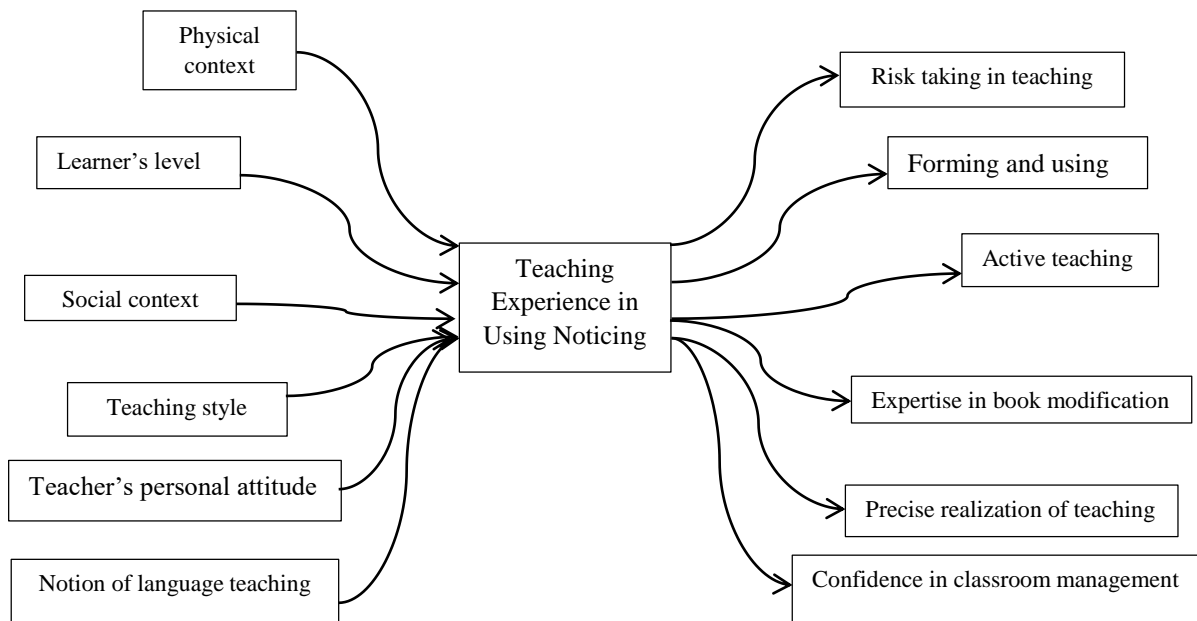 Physical
context
Learner’s level
Social context
Teaching style
Teacher’s personal attitude
Notion of language teaching
Teaching
Experience in
Using Noticing
Risk taking in teaching
Forming and using
Active teaching
Expertise in book modification
Precise realization of teaching
Confidence in classroom management